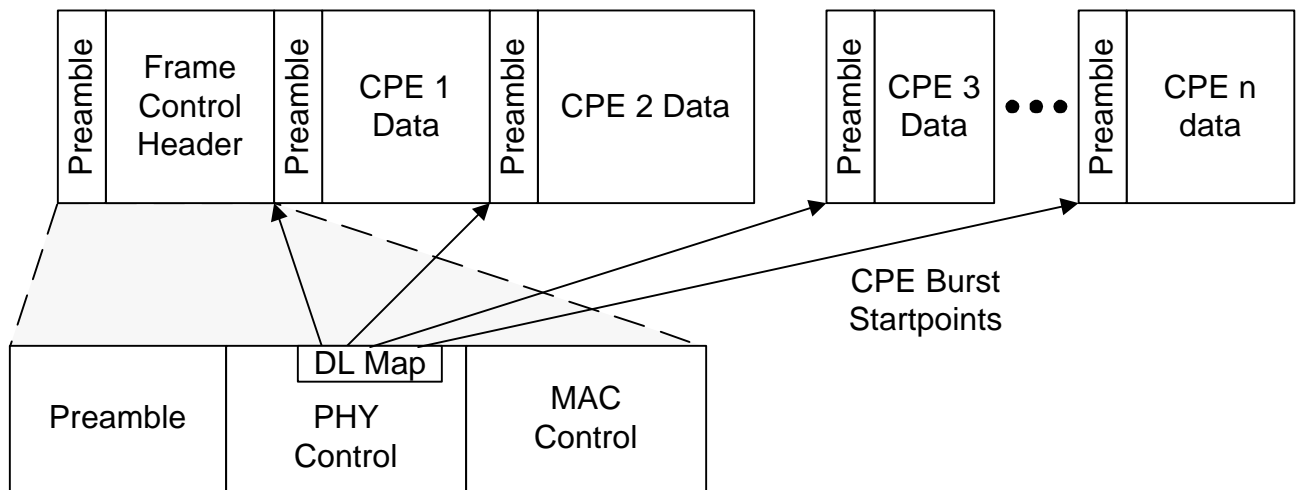 Preamble
Frame
Control
Header
Preamble
CPE 1
Data
Preamble
CPE 2 Data
Preamble
CPE 3
Data
Preamble
CPE n
data
CPE Burst
Startpoints
Preamble
DL Map
PHY
Control
MAC
Control